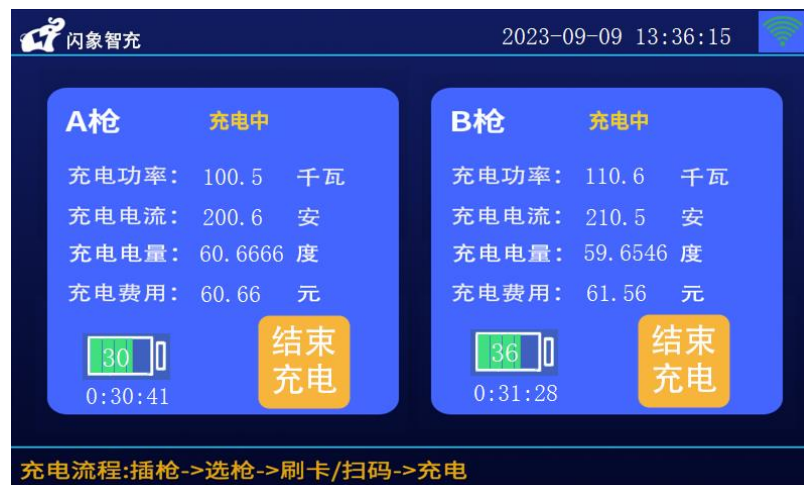 闪象智充 2023-09-09 13:36:15
A枪 充电中
充电功率: 100.5 千瓦
充电电流: 200.6 安
充电电量: 60.6666 度
充电费用: 60.66 元
30
0:30:41
结束
充电
B枪 充电中
充电功率: 110.6 千瓦
充电电流: 210.5 安
充电电量: 59.6546 度
充电费用: 61.56 元
36
0:31:28
结束
充电
充电流程:插枪->选枪->刷卡/扫码->充电